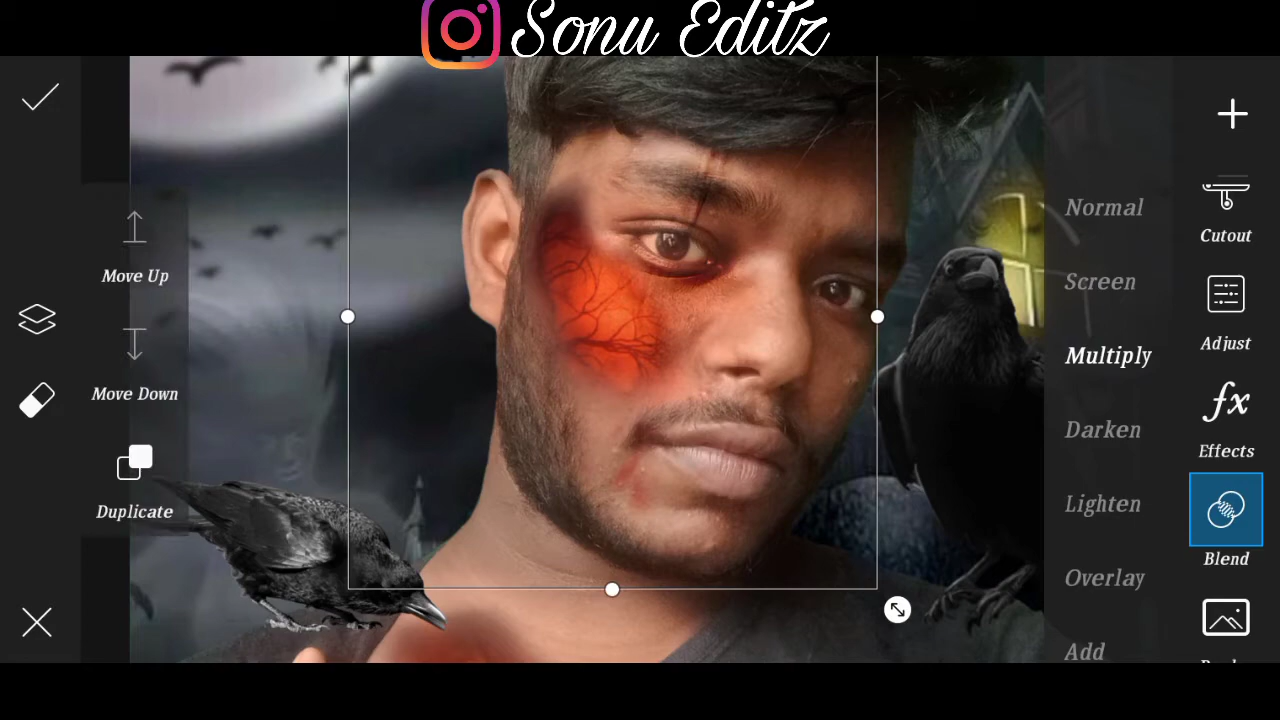 Sonu Editz
Move Up
Move Down
Duplicate
Normal
Screen
Multiply
Darken
Lighten
Overlay
Add
Cutout
Adjust
fx
Effects
Blend